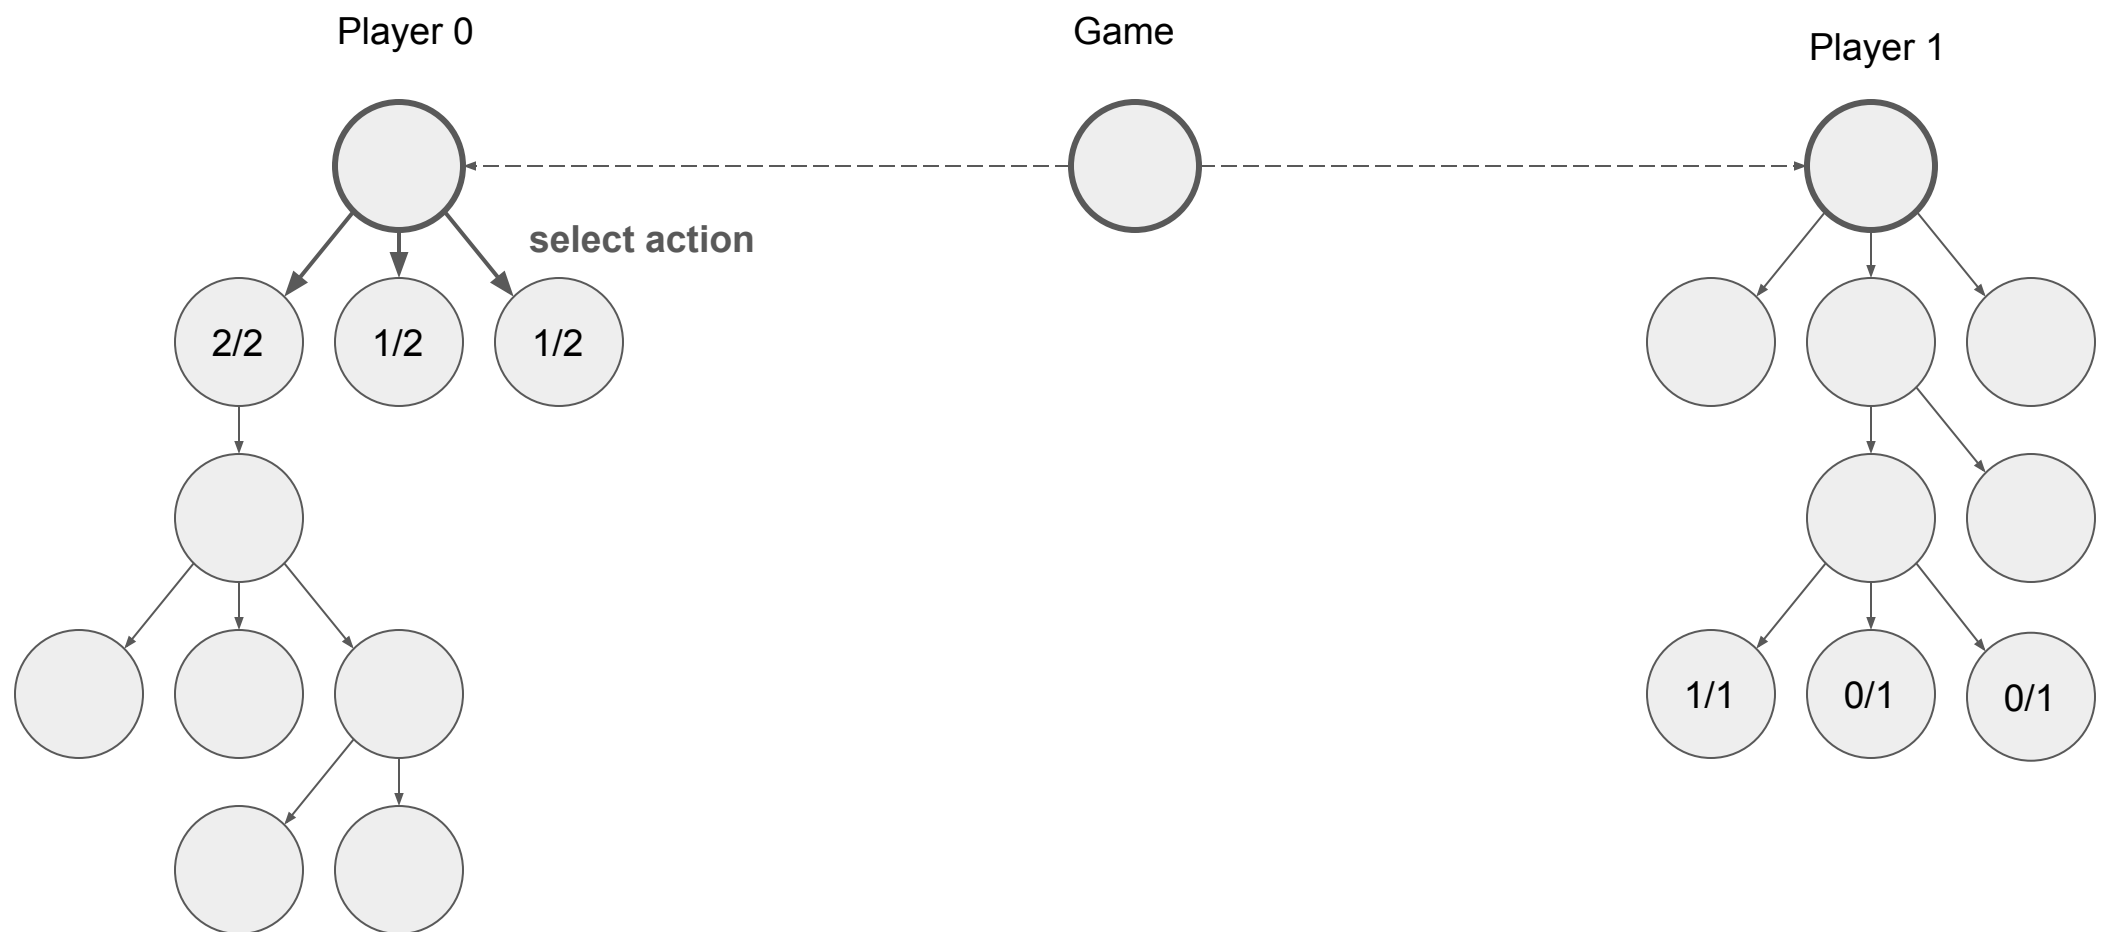 Player 0
Game
Player 1
select action
2/2
1/2
1/2
1/1
0/1
0/1